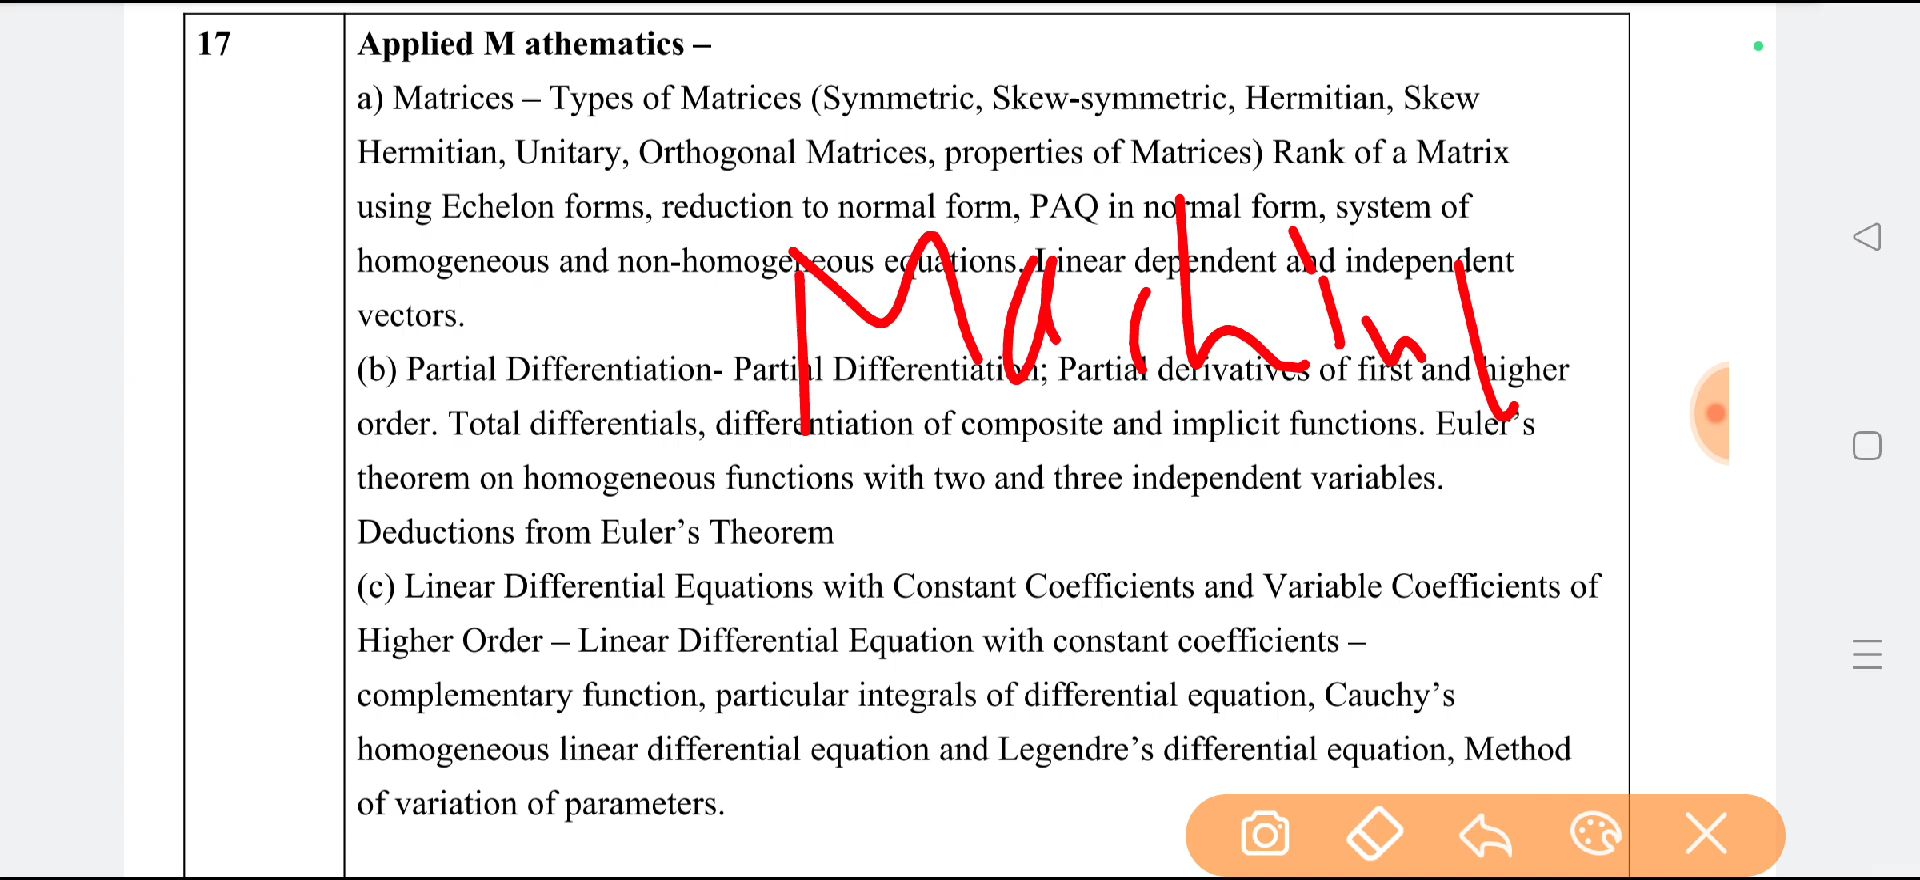 17
Applied M athematics –
a) Matrices – Types of Matrices (Symmetric, Skew-symmetric, Hermitian, Skew
Hermitian, Unitary, Orthogonal Matrices, properties of Matrices) Rank of a Matrix
using Echelon forms, reduction to normal form, PAQ in normal form, system of
homogeneous and non-homogeneous equations. Linear dependent and independent
vectors.
(b) Partial Differentiation- Partial Differentiation; Partial derivatives of first and higher
order. Total differentials, differentiation of composite and implicit functions. Euler’s
theorem on homogeneous functions with two and three independent variables.
Deductions from Euler’s Theorem
(c) Linear Differential Equations with Constant Coefficients and Variable Coefficients of
Higher Order – Linear Differential Equation with constant coefficients –
complementary function, particular integrals of differential equation, Cauchy’s
homogeneous linear differential equation and Legendre’s differential equation, Method
of variation of parameters.